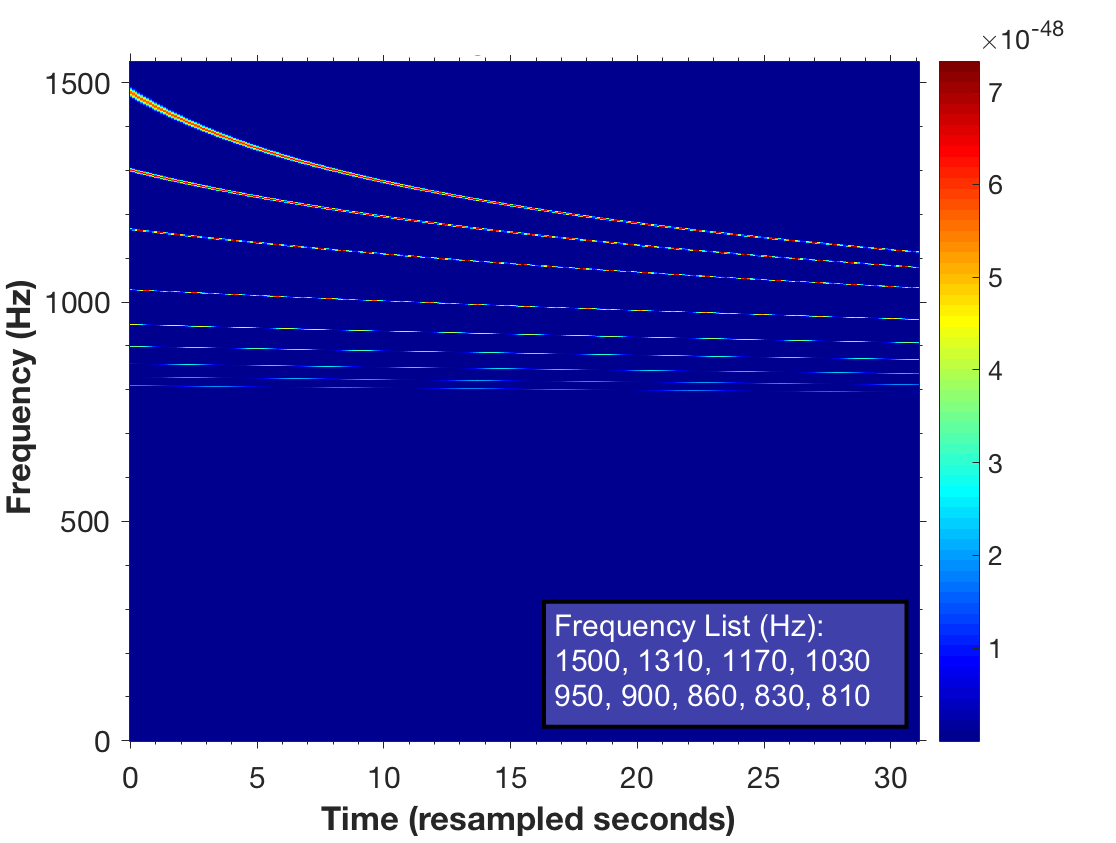 ×10-48
1500
1000
500
0
7
6
5
4
3
2
1
Frequency (Hz)
Frequency List (Hz):
1500, 1310, 1170, 1030
950, 900, 860, 830, 810
0 5 10 15 20 25 30
Time (resampled seconds)